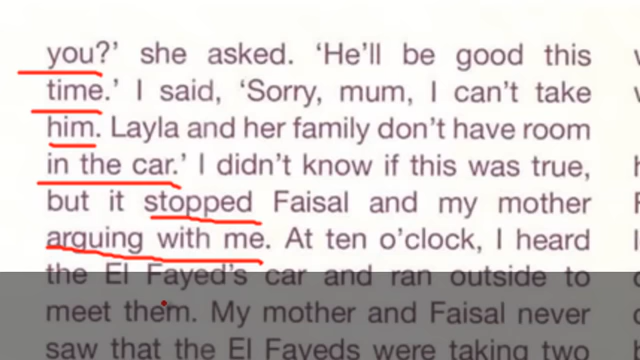 you?’ she asked. ‘He’ll be good this
time.’ I said, ‘Sorry, mum, I can’t take
him. Layla and her family don’t have room
in the car.’ I didn’t know if this was true,
but it stopped Faisal and my mother
arguing with me. At ten o’clock, I heard
the El Fayed’s car and ran outside to
meet them. My mother and Faisal never
saw that the El Fayeds were taking two